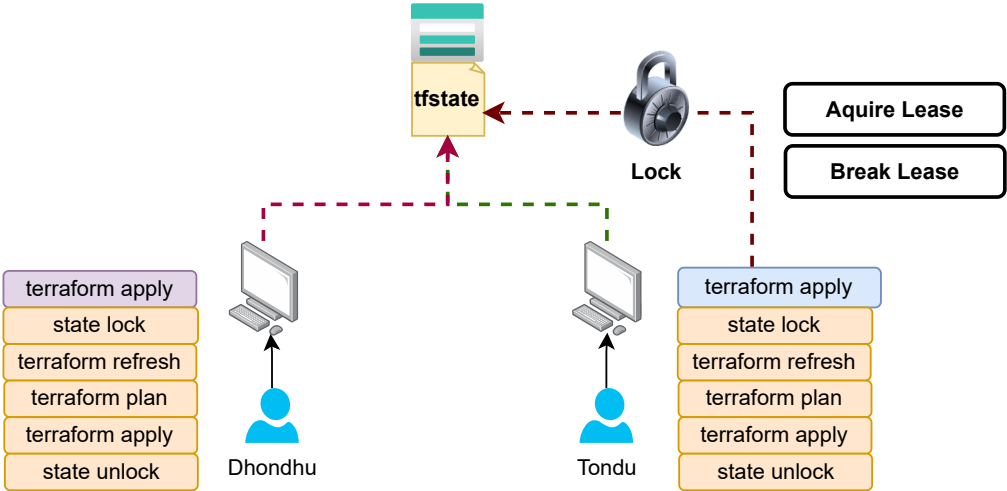 tfstate
Lock
Aquire Lease
Break Lease
terraform apply
state lock
terraform refresh
terraform plan
terraform apply
state unlock
Dhondhu
Tondu
terraform apply
state lock
terraform refresh
terraform plan
terraform apply
state unlock